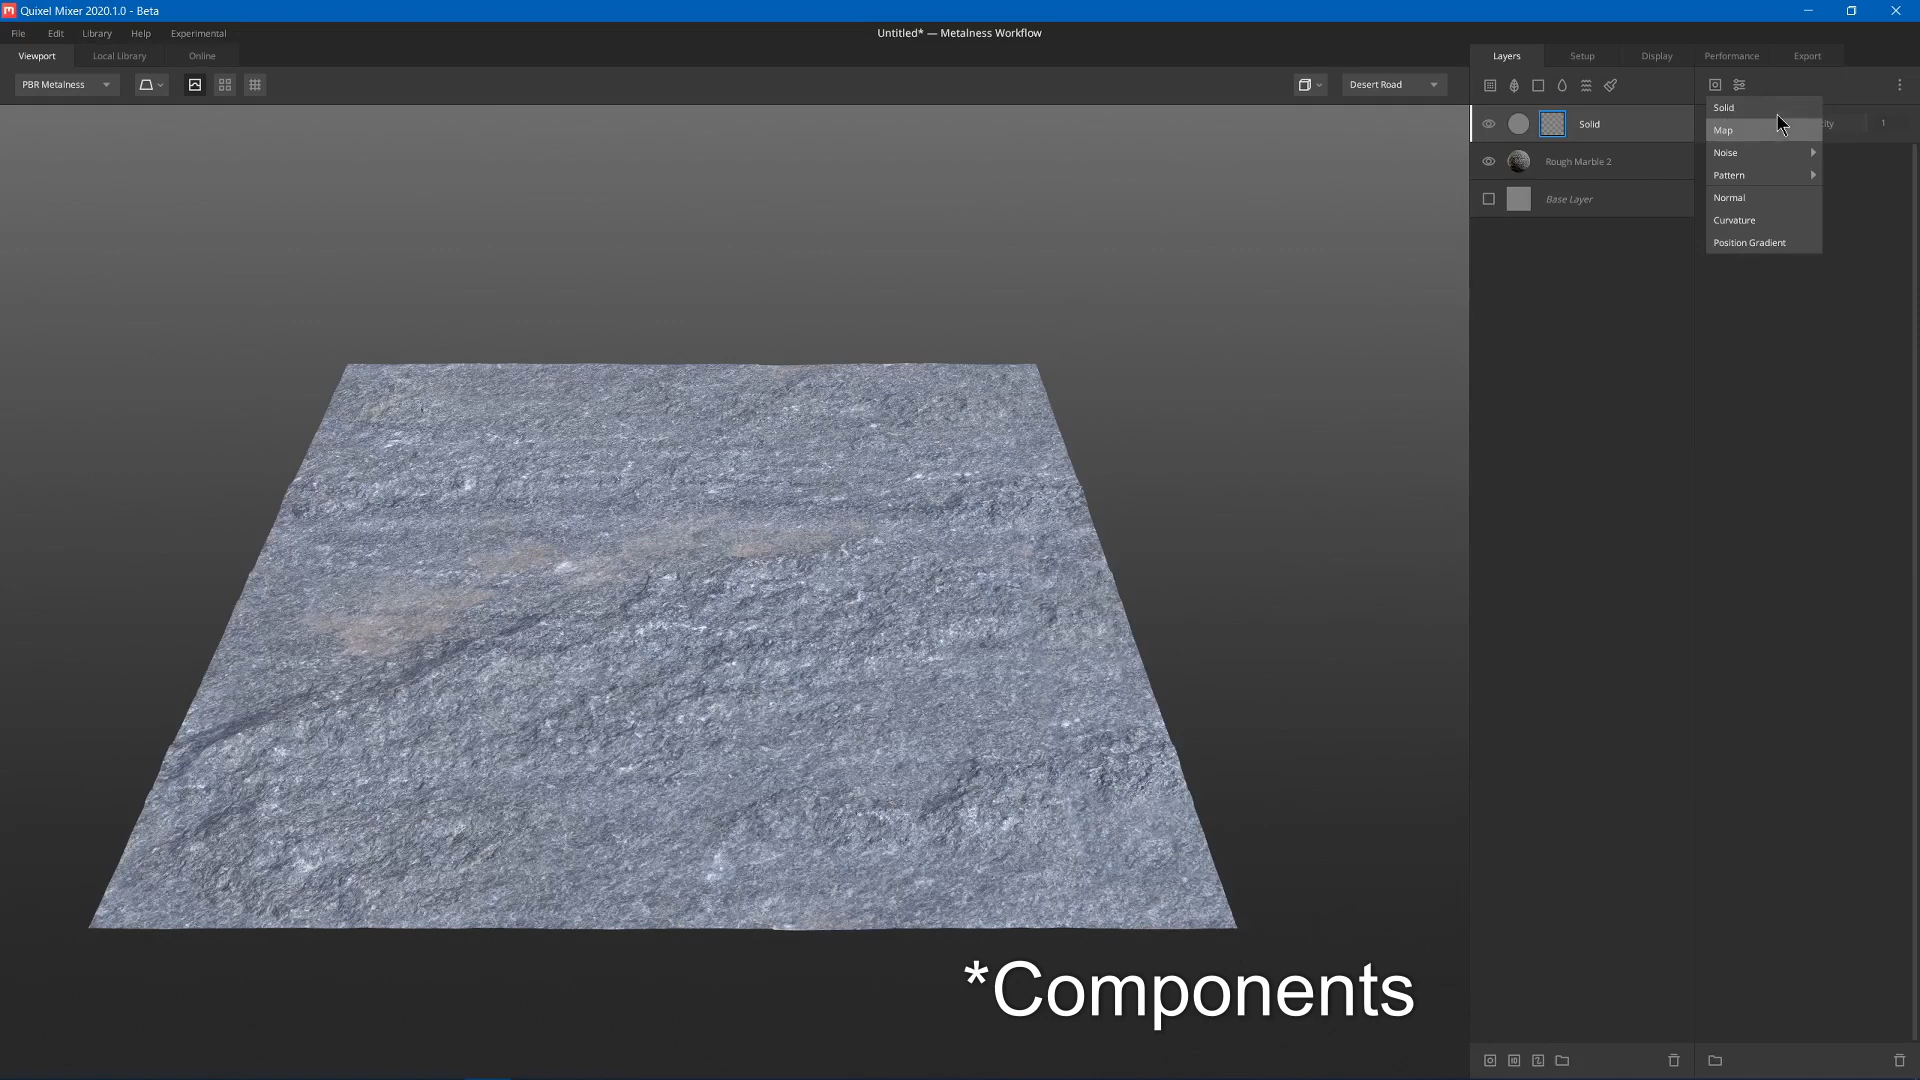 Quixel Mixer 2020.1.0 - Beta
File Edit Library Help Experimental
Untitled* — Metalness Workflow
Viewport Local Library Online
Layers Setup Display Performance Export
PBR Metalness
Desert Road
Solid
Rough Marble 2
Base Layer
Solid
Map
Noise
Pattern
Normal
Curvature
Position Gradient
1
*Components